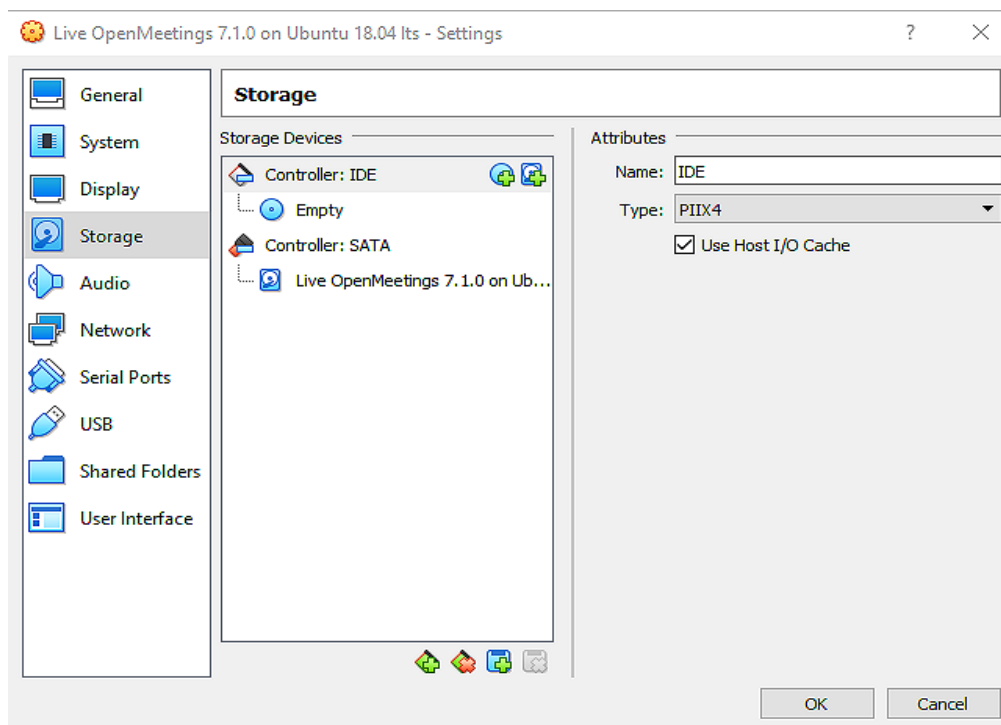 Live OpenMeetings 7.1.0 on Ubuntu 18.04 lts - Settings
?
General
System
Display
Storage
Audio
Network
Serial Ports
USB
Shared Folders
User Interface
Storage
Storage Devices
Controller: IDE
Empty
Controller: SATA
Live OpenMeetings 7.1.0 on Ub...
Attributes
Name: IDE
Type: PIIX4
Use Host I/O Cache
OK Cancel